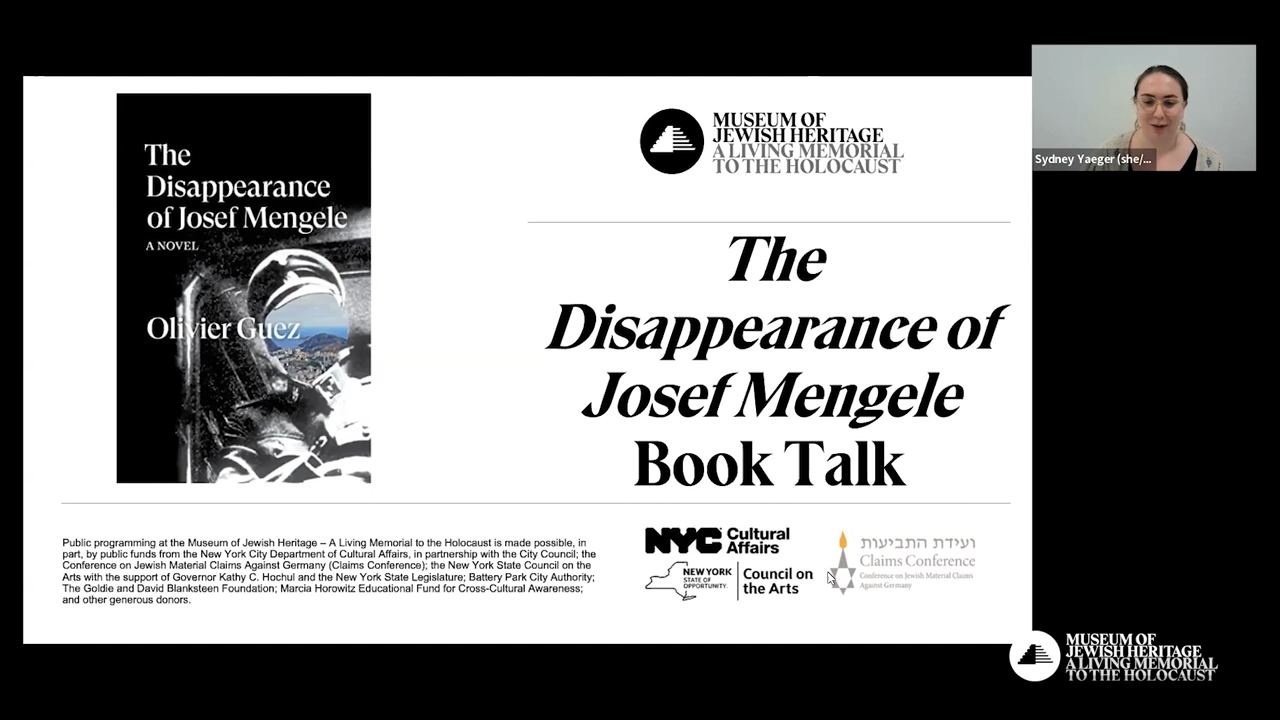 The
Disappearance
of Josef Mengele
A NOVEL
Olivier Guez
MUSEUM OF
JEWISH HERITAGE
A LIVING MEMORIAL
TO THE HOLOCAUST
The
Disappearance of
Josef Mengele
Book Talk
Public programming at the Museum of Jewish Heritage – A Living Memorial to the Holocaust is made possible, in
part, by public funds from the New York City Department of Cultural Affairs, in partnership with the City Council; the
Conference on Jewish Material Claims Against Germany (Claims Conference); the New York State Council on the
Arts with the support of Governor Kathy C. Hochul and the New York State Legislature; Battery Park City Authority;
The Goldie and David Blanksteen Foundation; Marcia Horowitz Educational Fund for Cross-Cultural Awareness;
and other generous donors.
NYC Cultural
Affairs
NEW YORK
STATE OF
OPPORTUNITY.
Council on
the Arts
ועידת התביעות
Claims Conference
Conference on Jewish Material Claims
Against Germany
Sydney Yaeger (she/...
MUSEUM OF
JEWISH HERITAGE
A LIVING MEMORIAL
TO THE HOLOCAUST